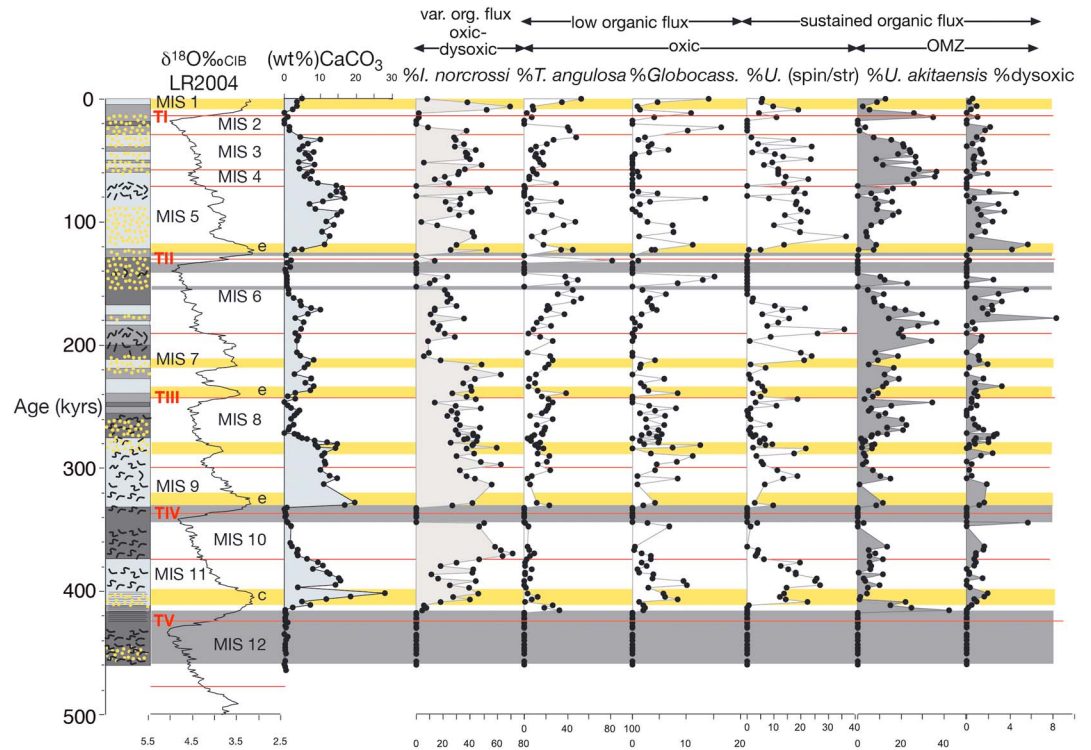 var. org. flux
oxic-
dysoxic
low organic flux
sustained organic flux
oxic
OMZ
δ¹⁸O‰CIB
LR2004
(wt%)CaCO₃
%I. norcrossi
%T. angulosa
%Globocass.
%U. (spin/str)
%U. akitaensis
%dysoxic
0 10 20 30
Age (kyrs)
0
100
200
300
400
500
MIS 1
TI
MIS 2
MIS 3
MIS 4
MIS 5
e
TII
MIS 6
MIS 7
e
TIII
MIS 8
MIS 9
e
TIV
MIS 10
MIS 11
c
TV
MIS 12
5.5 4.5 3.5 2.5
0 20 40 60 80
0 40 80 100
0 10 20
0 10 20 30 40
0 20 40
0 4 8